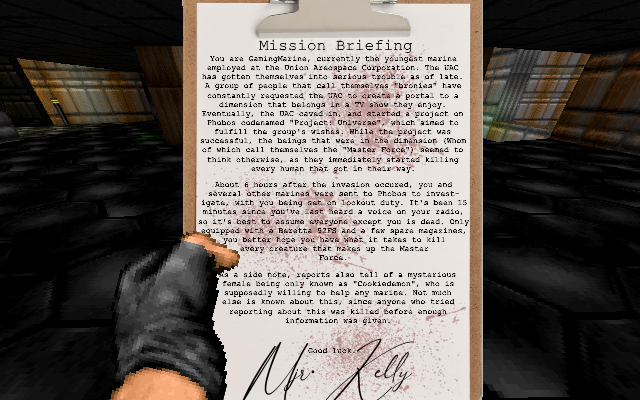 Mission Briefing
You are GamingMarine, currently the youngest marine
employed at the Union Areospace Corporation. The UAC
has gotten themselves into serious trouble as of late.
A group of people that call themselves "bronies" have
constantly requested the UAC to create a portal to a
dimension that belongs in a TV show they enjoy.
Eventually, the UAC caved in, and started a project on
Phobos codenamed "Project: Universe", which aimed to
fulfill the group's wishes. While the project was
successful, the beings that were in the dimension (Whom
of which call themselves the "Master Force") seemed to
think otherwise, as they immediately started killing
every human that got in their way.
About 6 hours after the invasion occured, you and
several other marines were sent to Phobos to invest-
igate, with you being set on lookout duty. It's been 15
minutes since you've last heard a voice on your radio,
so it's best to assume everyone except you is dead. Only
equipped with a Beretta 92FS and a few spare magazines,
you better hope you have what it takes to kill
every creature that makes up the Master
Force.
As a side note, reports also tell of a mysterious
female being only known as "Cookiedemon", who is
supposedly willing to help any marine. Not much
else is known about this, since anyone who tried
reporting about this was killed before enough
information was given.
Good luck.
Mjr. Kelly